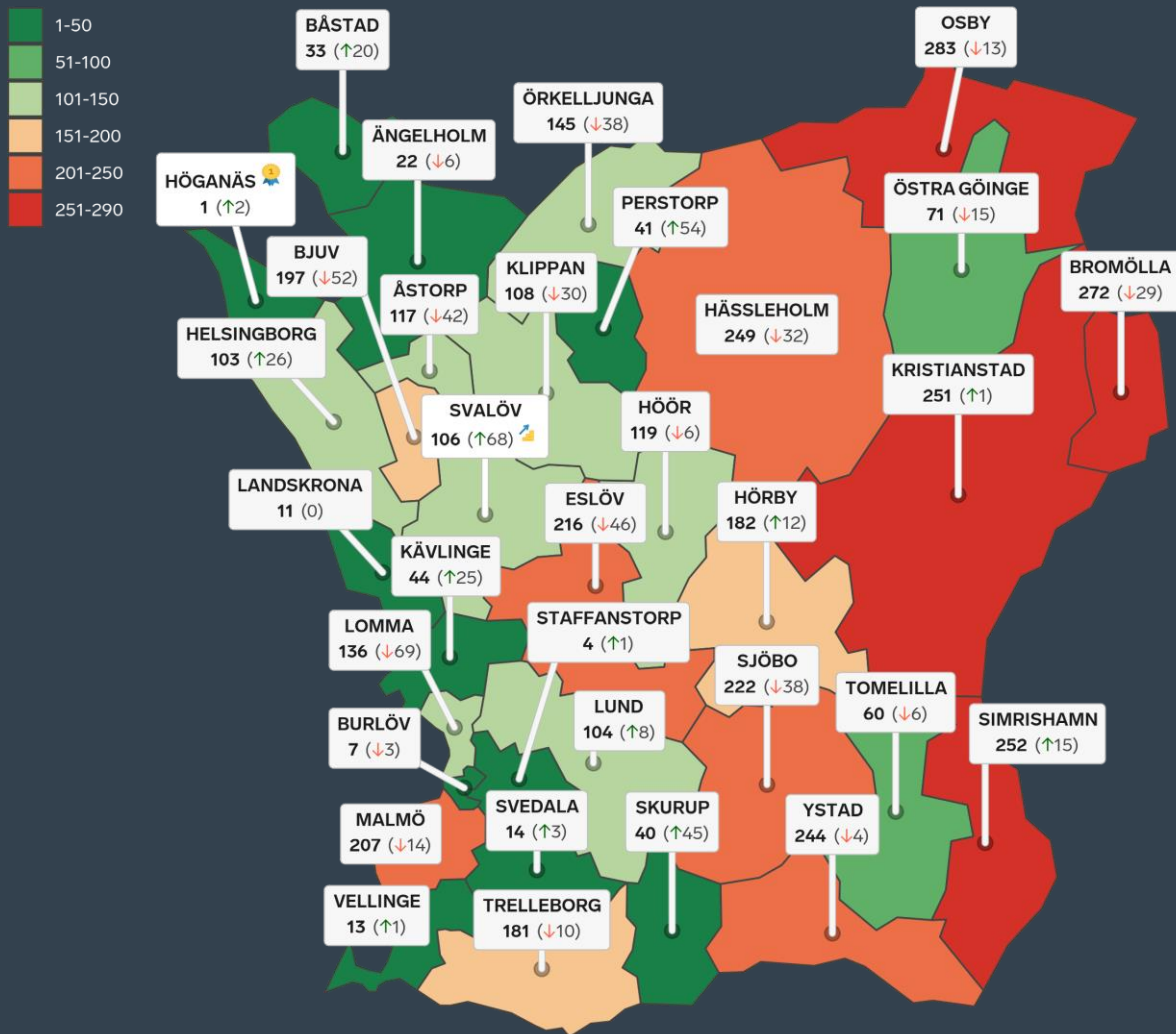 1-50
51-100
101-150
151-200
201-250
251-290
BÅSTAD
33 (↑20)
OSBY
283 (↓13)
ÖRKELLJUNGA
145 (↓38)
ÄNGELHOLM
22 (↓6)
HÖGANÄS
1 (↑2)
PERSTORP
41 (↑54)
ÖSTRA GÖINGE
71 (↓15)
BJUV
197 (↓52)
KLIPPAN
108 (↓30)
BROMÖLLA
272 (↓29)
ÅSTORP
117 (↓42)
HÄSSLEHOLM
249 (↓32)
HELSINGBORG
103 (↑26)
KRISTIANSTAD
251 (↑1)
SVALÖV
106 (↑68)
HÖÖR
119 (↓6)
LANDSKRONA
11 (0)
ESLÖV
216 (↓46)
HÖRBY
182 (↑12)
KÄVLINGE
44 (↑25)
STAFFANSTORP
4 (↑1)
LOMMA
136 (↓69)
SJÖBO
222 (↓38)
TOMELILLA
60 (↓6)
LUND
104 (↑8)
SIMRISHAMN
252 (↑15)
BURLÖV
7 (↓3)
MALMÖ
207 (↓14)
SVEDALA
14 (↑3)
SKURUP
40 (↑45)
YSTAD
244 (↓4)
VELLINGE
13 (↑1)
TRELLEBORG
181 (↓10)